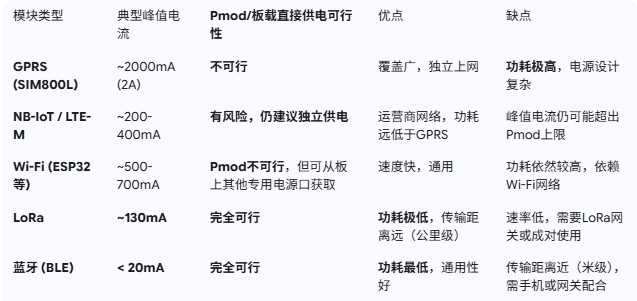 模块类型 典型峰值电流 Pmod/板载直接供电可行性 优点 缺点
GPRS (SIM800L) ~2000mA (2A) 不可行 覆盖广，独立上网 功耗极高，电源设计复杂
NB-IoT / LTE-M ~200-400mA 有风险，仍建议独立供电 运营商网络，功耗远低于GPRS 峰值电流仍可能超出Pmod上限
Wi-Fi (ESP32等) ~500-700mA Pmod不可行，但可从板上其他专用电源口获取 速度快，通用 功耗依然较高，依赖Wi-Fi网络
LoRa ~130mA 完全可行 功耗极低，传输距离远（公里级） 速率低，需要LoRa网关或成对使用
蓝牙 (BLE) < 20mA 完全可行 功耗最低，通用性好 传输距离近（米级），需手机或网关配合